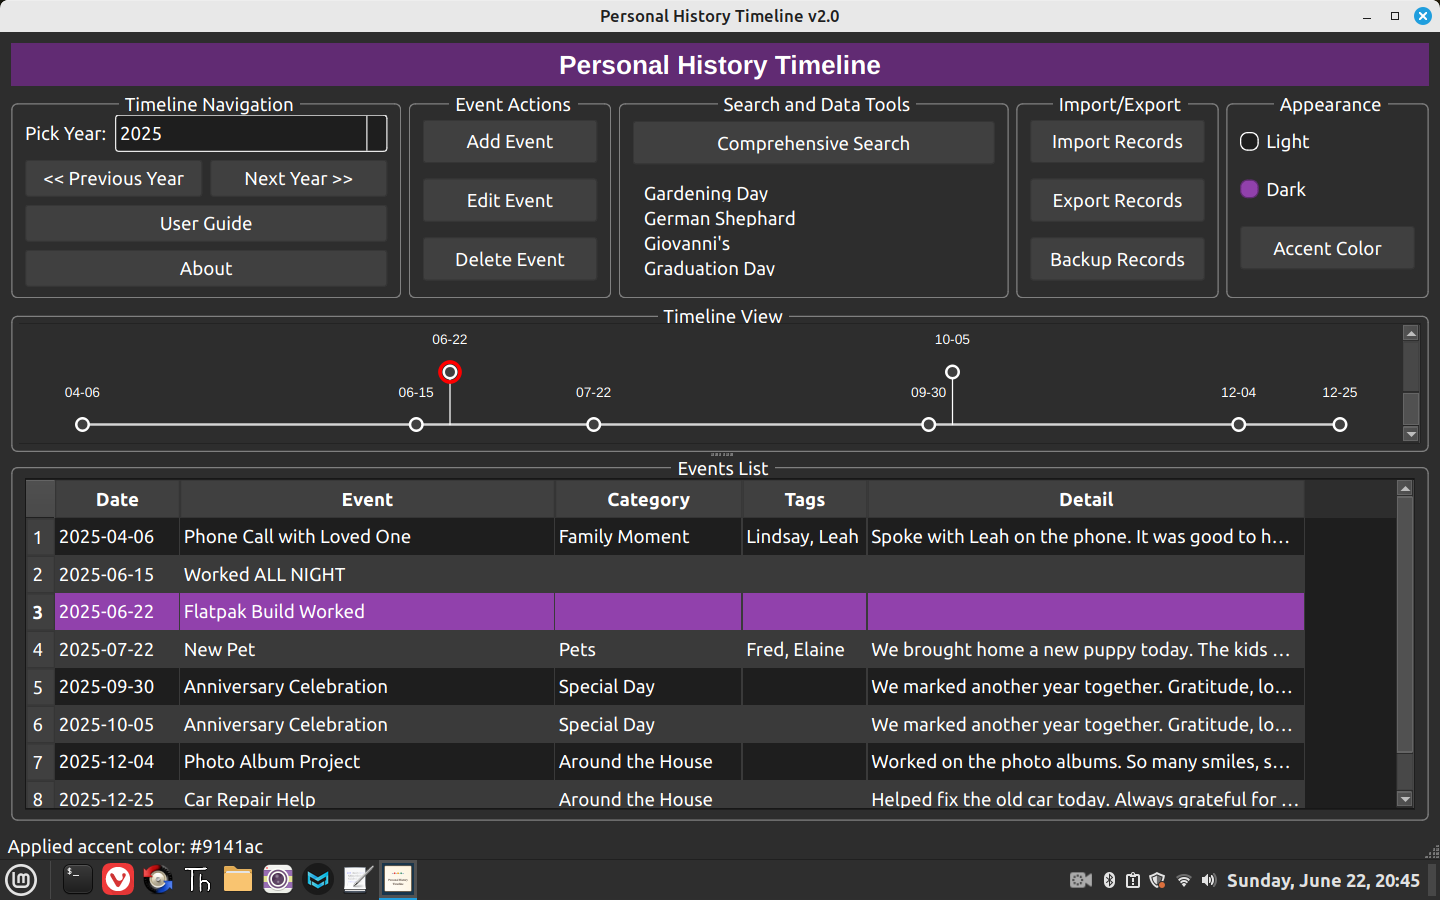 Personal History Timeline v2.0
Personal History Timeline
Timeline Navigation
Pick Year: 2025
<< Previous Year
Next Year >>
User Guide
About
Event Actions
Add Event
Edit Event
Delete Event
Search and Data Tools
Comprehensive Search
Gardening Day
German Shephard
Giovanni's
Graduation Day
Import/Export
Import Records
Export Records
Backup Records
Appearance
Light
Dark
Accent Color
Timeline View
06-22 10-05
04-06 06-15 07-22 09-30 12-04 12-25
Events List
Date Event Category Tags Detail
1 2025-04-06 Phone Call with Loved One Family Moment Lindsay, Leah Spoke with Leah on the phone. It was good to h...
2 2025-06-15 Worked ALL NIGHT
3 2025-06-22 Flatpak Build Worked
4 2025-07-22 New Pet Pets Fred, Elaine We brought home a new puppy today. The kids ...
5 2025-09-30 Anniversary Celebration Special Day We marked another year together. Gratitude, lo...
6 2025-10-05 Anniversary Celebration Special Day We marked another year together. Gratitude, lo...
7 2025-12-04 Photo Album Project Around the House Worked on the photo albums. So many smiles, s...
8 2025-12-25 Car Repair Help Around the House Helped fix the old car today. Always grateful for ...
Applied accent color: #9141ac
Th
Sunday, June 22, 20:45